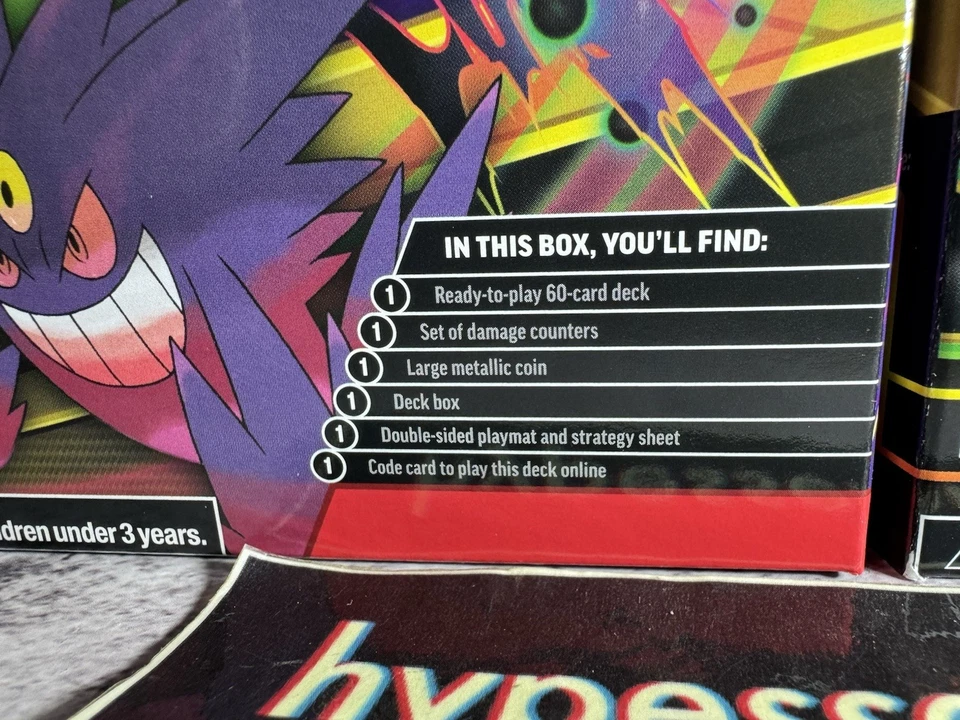 IN THIS BOX, YOU'LL FIND:
1 Ready-to-play 60-card deck
1 Set of damage counters
1 Large metallic coin
1 Deck box
1 Double-sided playmat and strategy sheet
1 Code card to play this deck online
under 3 years.